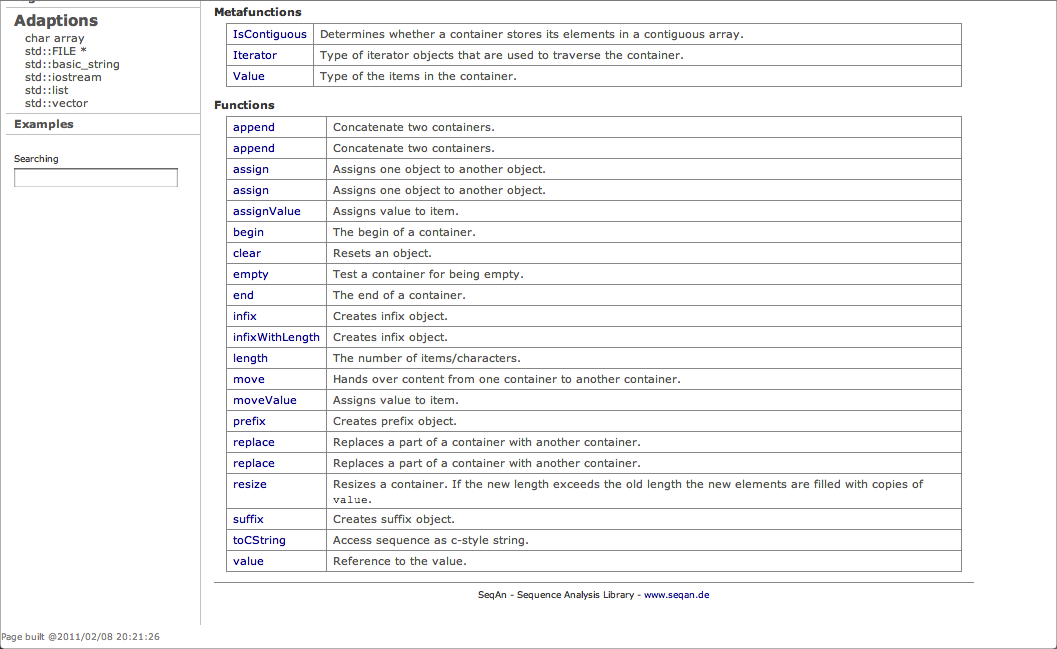 Adaptions
char array
std::FILE *
std::basic_string
std::iostream
std::list
std::vector
Examples
Searching
Metafunctions
IsContiguous Determines whether a container stores its elements in a contiguous array.
Iterator Type of iterator objects that are used to traverse the container.
Value Type of the items in the container.
Functions
append Concatenate two containers.
append Concatenate two containers.
assign Assigns one object to another object.
assign Assigns one object to another object.
assignValue Assigns value to item.
begin The begin of a container.
clear Resets an object.
empty Test a container for being empty.
end The end of a container.
infix Creates infix object.
infixWithLength Creates infix object.
length The number of items/characters.
move Hands over content from one container to another container.
moveValue Assigns value to item.
prefix Creates prefix object.
replace Replaces a part of a container with another container.
replace Replaces a part of a container with another container.
resize Resizes a container. If the new length exceeds the old length the new elements are filled with copies of
value.
suffix Creates suffix object.
toCString Access sequence as c-style string.
value Reference to the value.
SeqAn - Sequence Analysis Library - www.seqan.de
Page built @2011/02/08 20:21:26